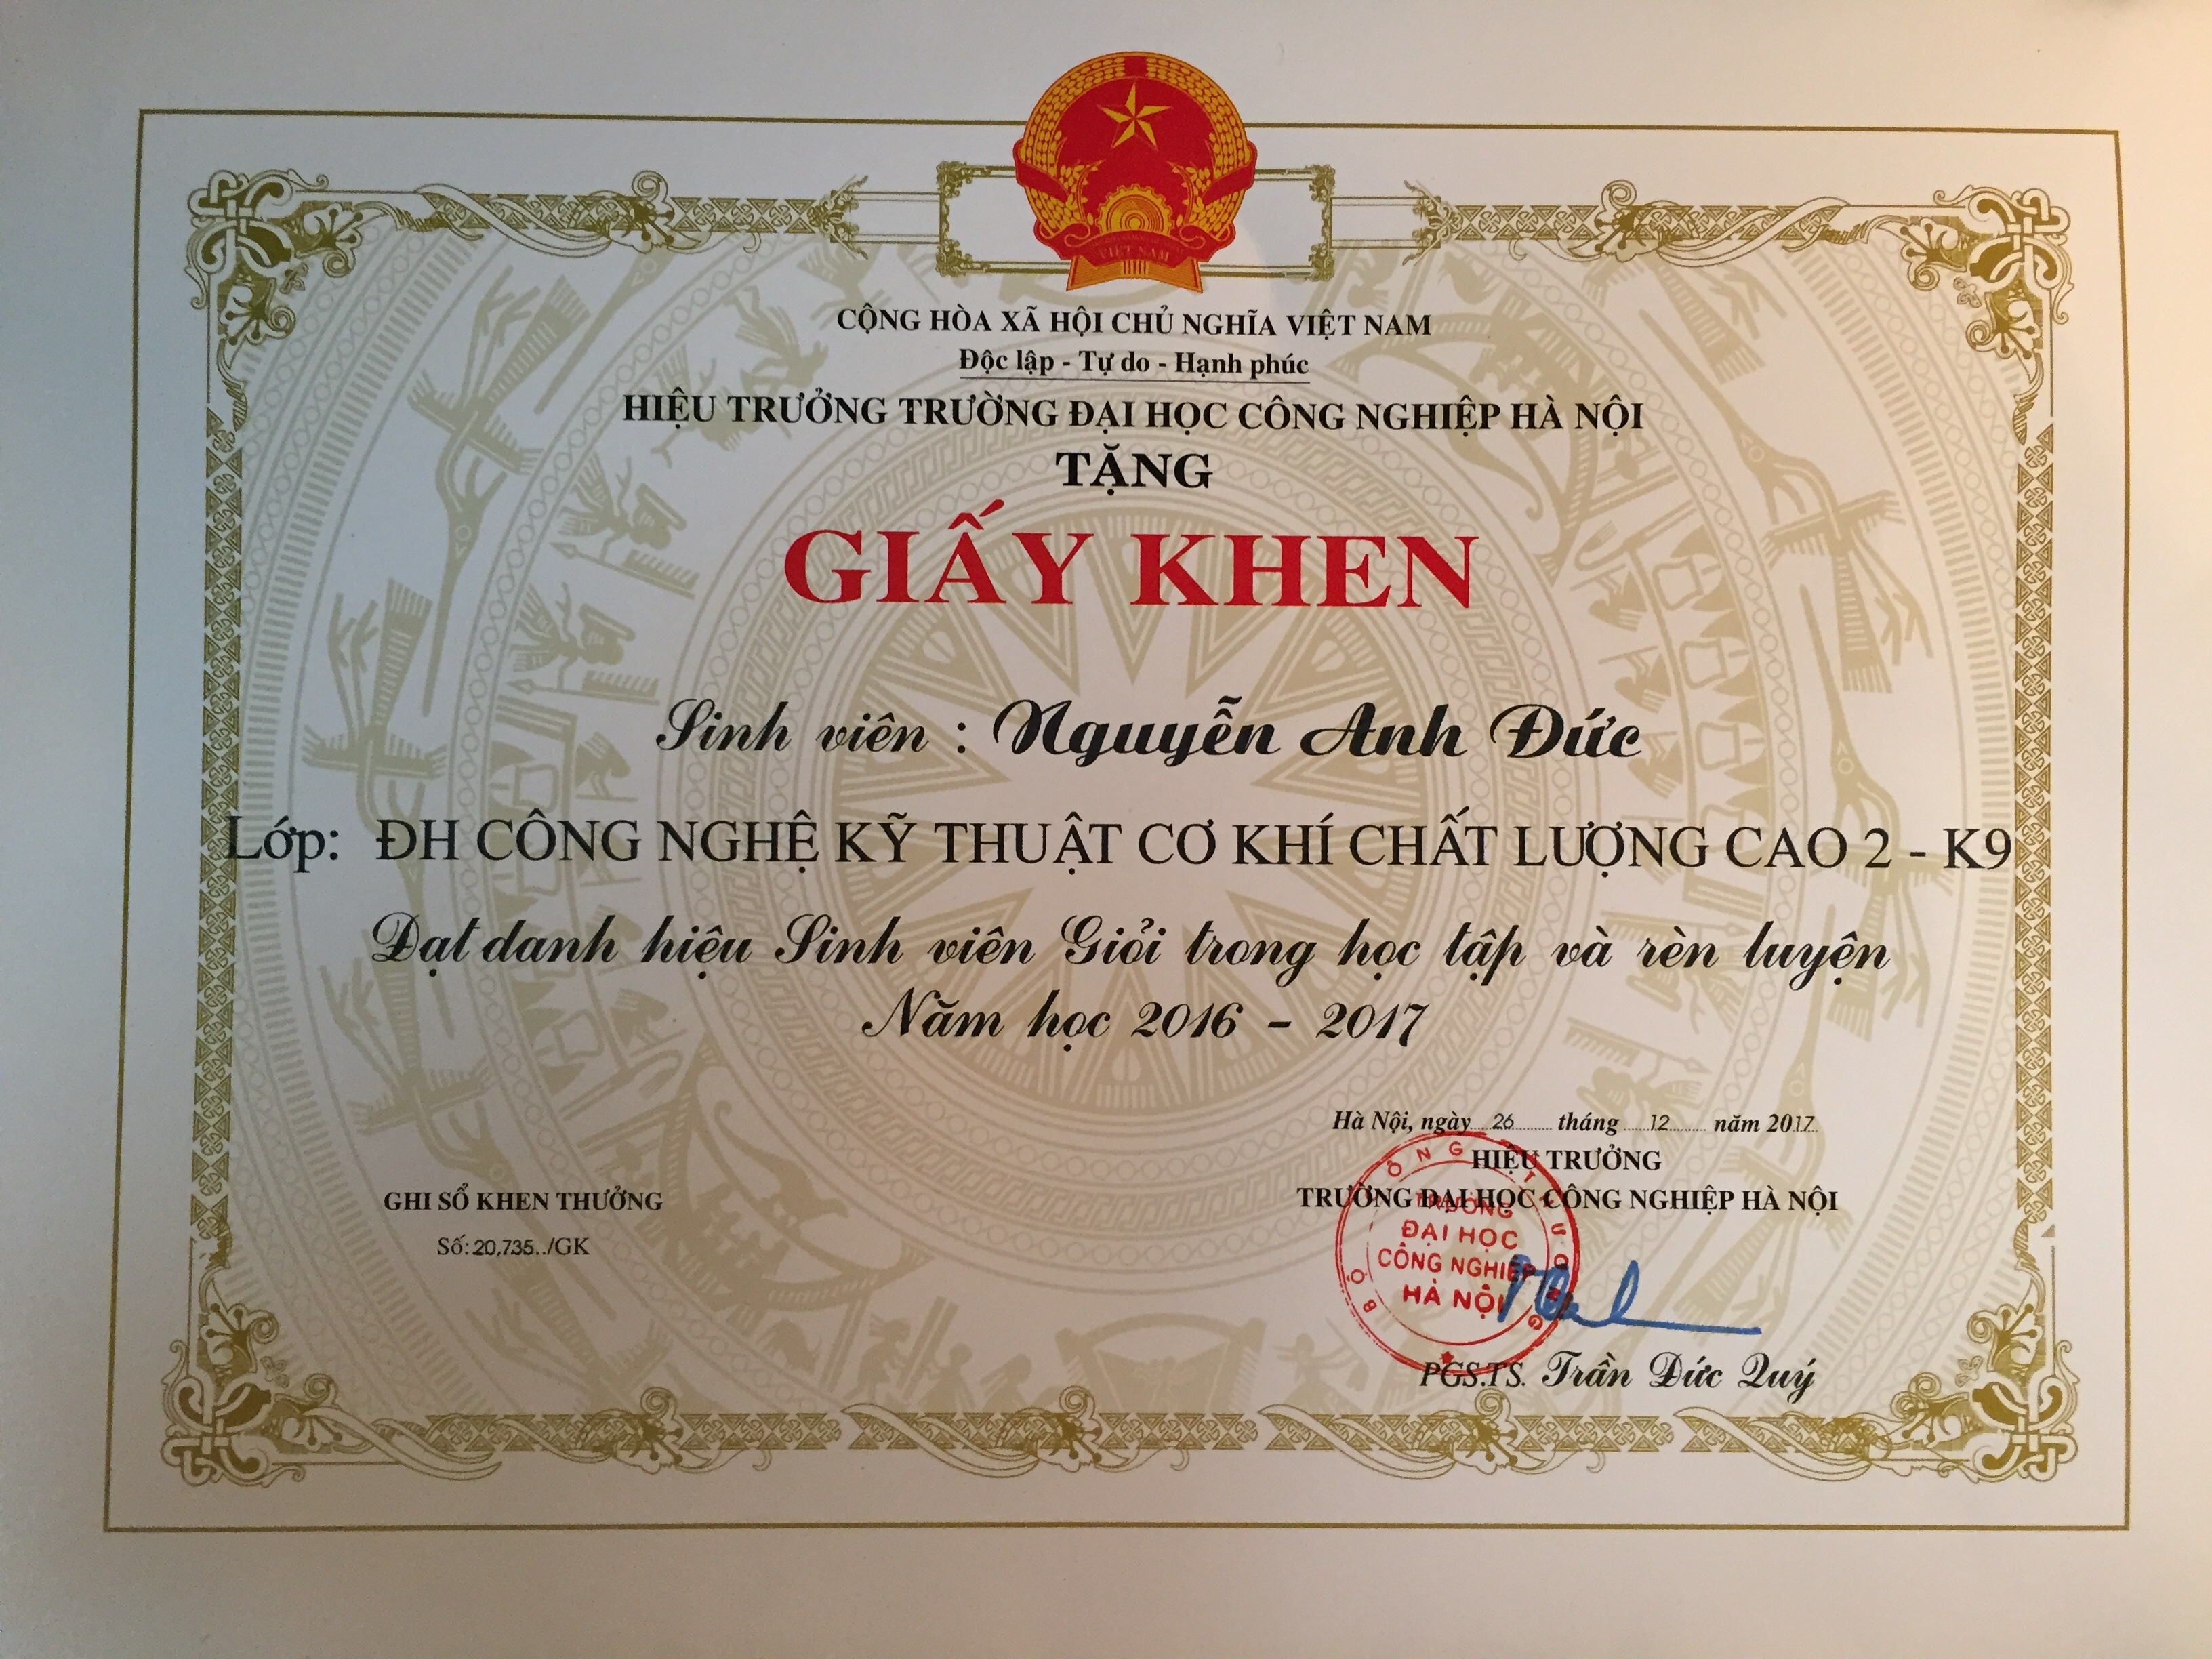 VIỆT NAM
CỘNG HÒA XÃ HỘI CHỦ NGHĨA VIỆT NAM
Độc lập - Tự do - Hạnh phúc
HIỆU TRƯỞNG TRƯỜNG ĐẠI HỌC CÔNG NGHIỆP HÀ NỘI
TẶNG
GIẤY KHEN
Sinh viên : Nguyễn Anh Đức
Lớp: ĐH CÔNG NGHỆ KỸ THUẬT CƠ KHÍ CHẤT LƯỢNG CAO 2 - K9
Đạt danh hiệu Sinh viên Giỏi trong học tập và rèn luyện
Năm học 2016 - 2017
Hà Nội, ngày 26 tháng 12 năm 2017
HIỆU TRƯỞNG
TRƯỜNG ĐẠI HỌC CÔNG NGHIỆP HÀ NỘI
GHI SỔ KHEN THƯỞNG
Số: 20,735../GK
BỘ CÔNG THƯƠNG
TRƯỜNG
ĐẠI HỌC
CÔNG NGHIỆP
HÀ NỘI
PGS.TS. Trần Đức Quý